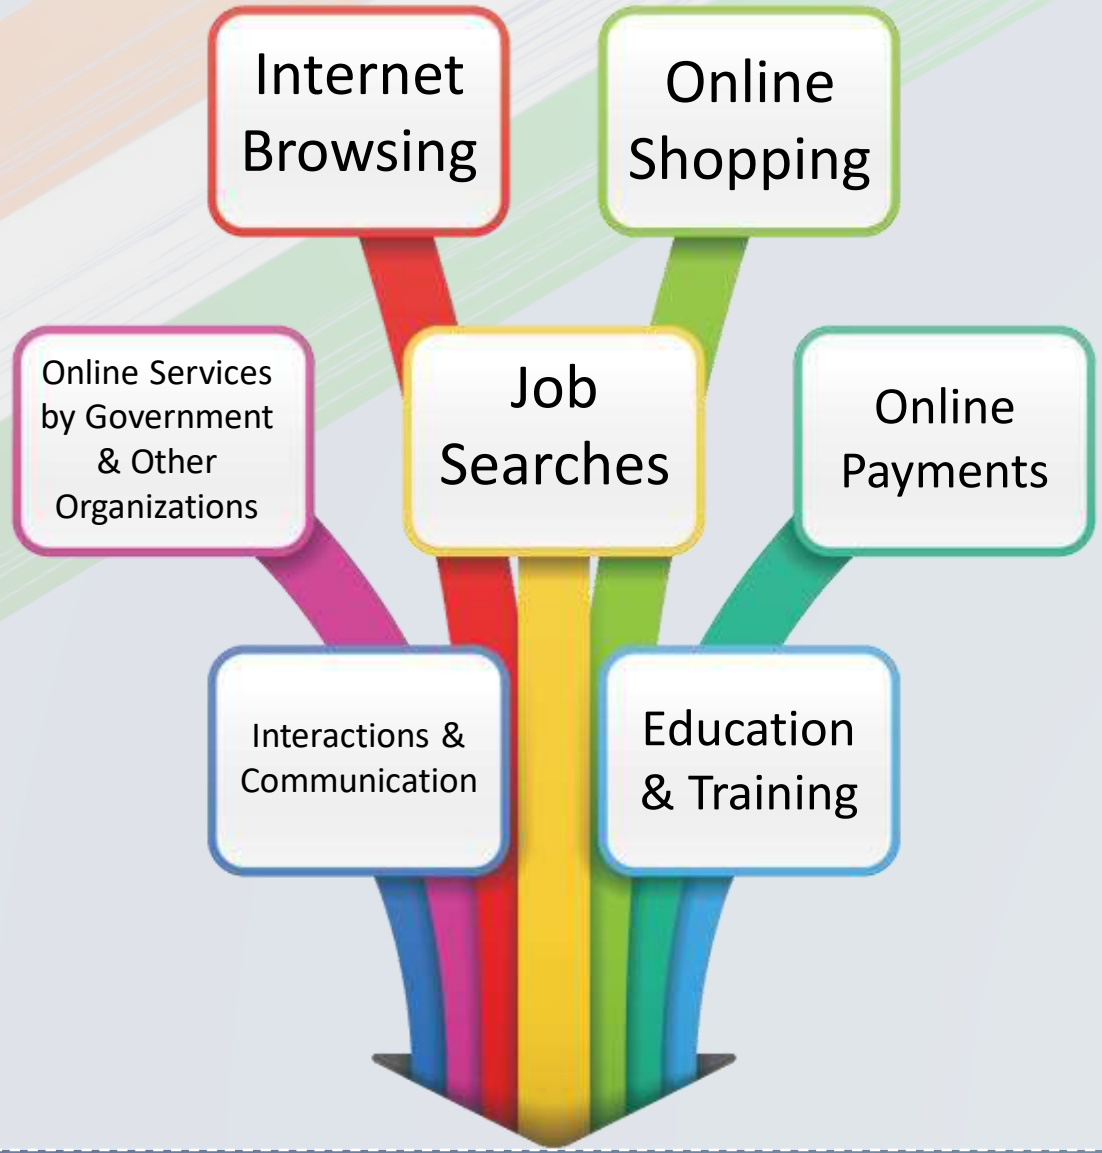 Internet
Browsing
Online
Shopping
Online Services
by Government
& Other
Organizations
Job
Searches
Online
Payments
Interactions &
Communication
Education
& Training